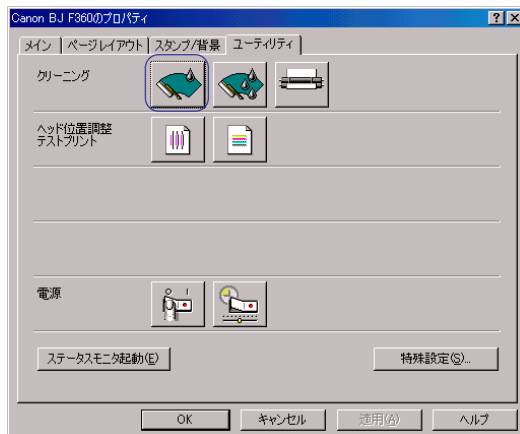 Canon BJ F360のプロパティ
メイン ページレイアウト スタンプ/背景 ユーティリティ
クリーニング
ヘッド位置調整
テストプリント
電源
ステータスモニタ起動(E) 特殊設定(S)...
OK キャンセル 適用(A) ヘルプ